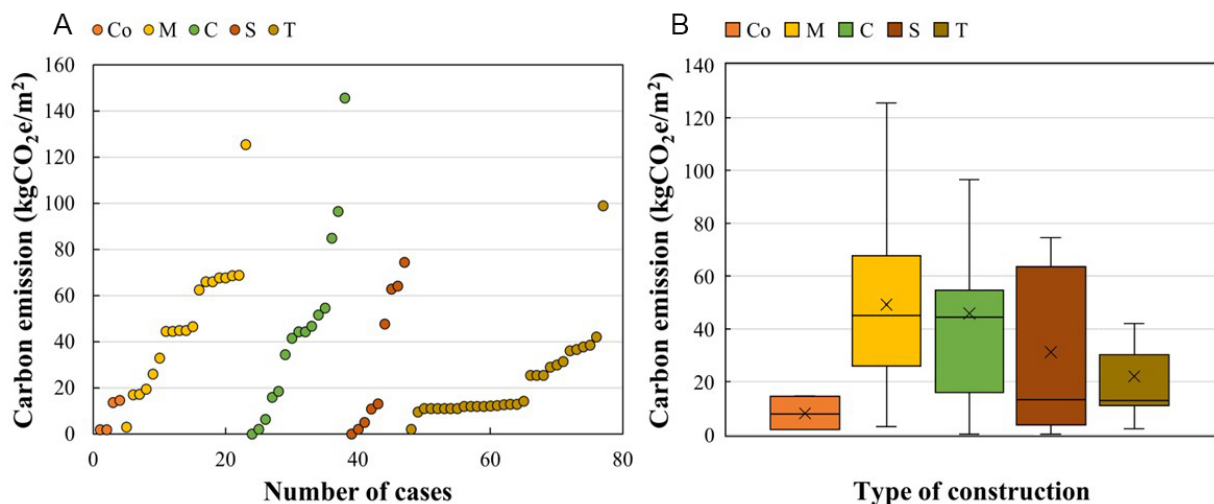 A
Co M C S T
Carbon emission (kgCO₂e/m²)
160
140
120
100
80
60
40
20
0
0 20 40 60 80
Number of cases
B
Co M C S T
Carbon emission (kgCO₂e/m²)
140
120
100
80
60
40
20
0
Type of construction